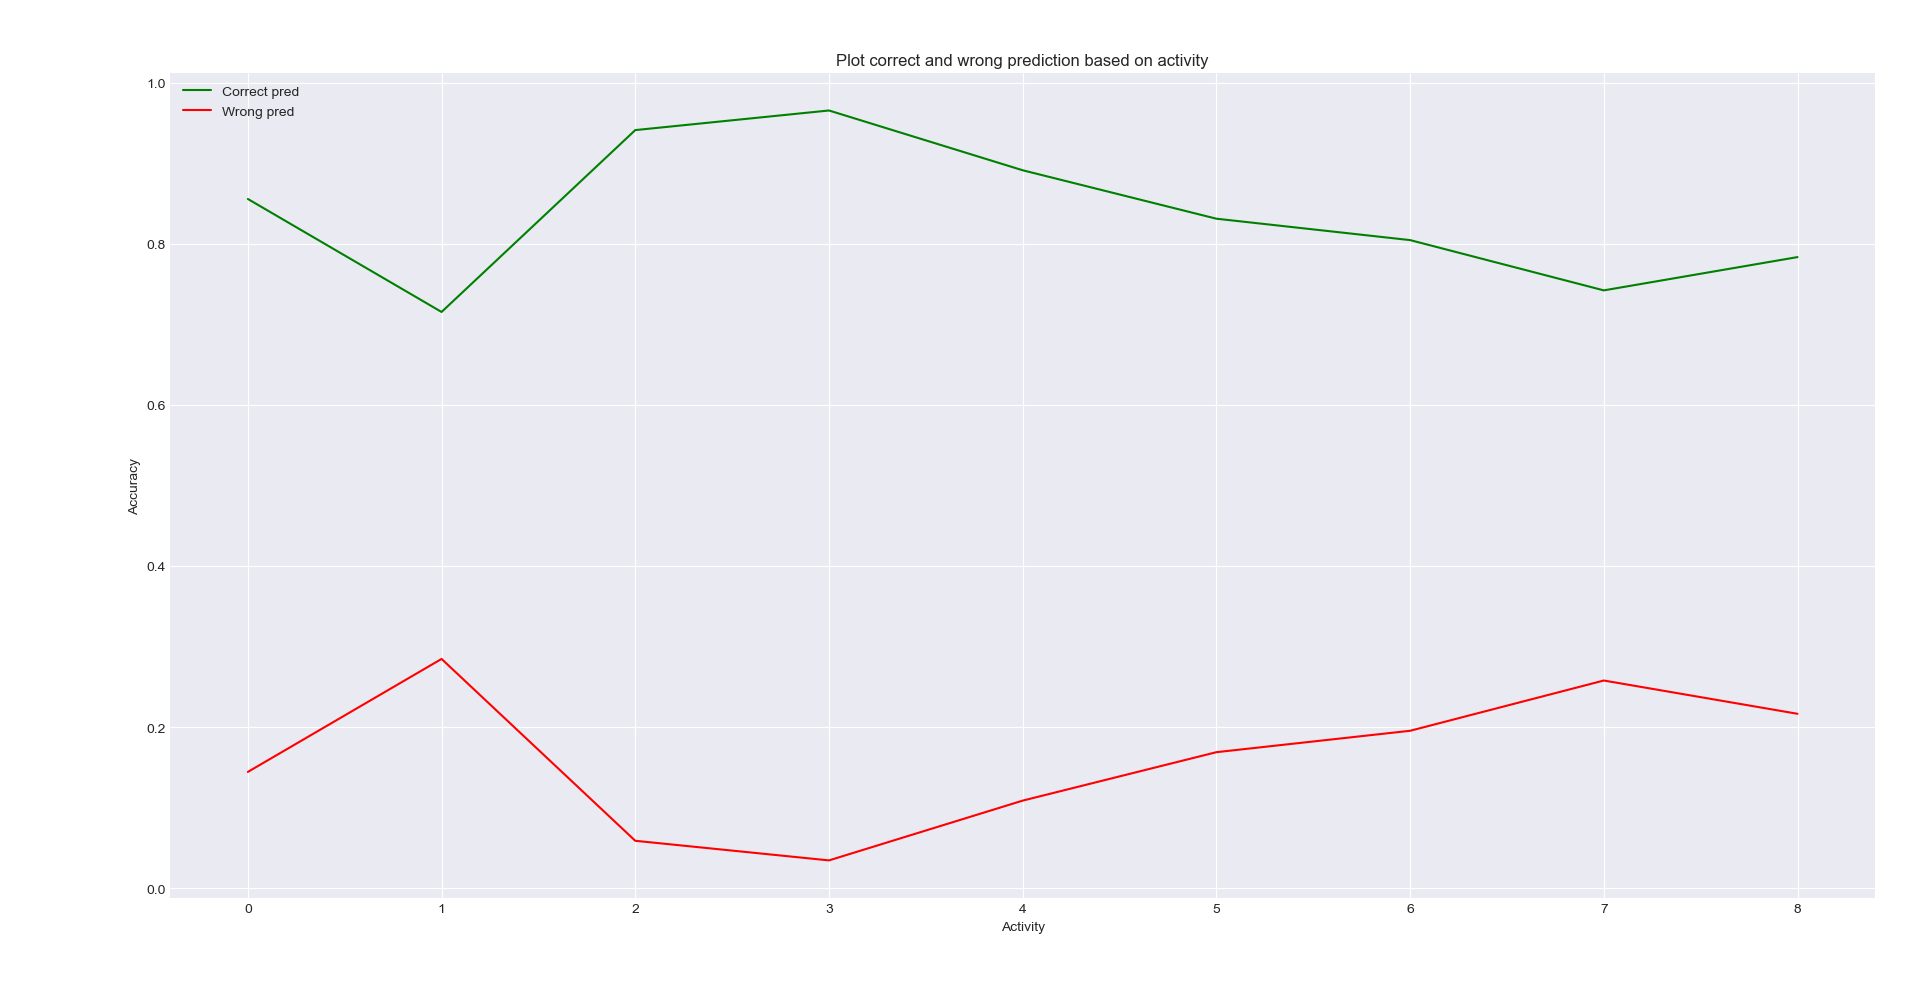 Plot correct and wrong prediction based on activity
Correct pred
Wrong pred
1.0
0.8
0.6
0.4
0.2
0.0
Accuracy
0 1 2 3 4 5 6 7 8
Activity